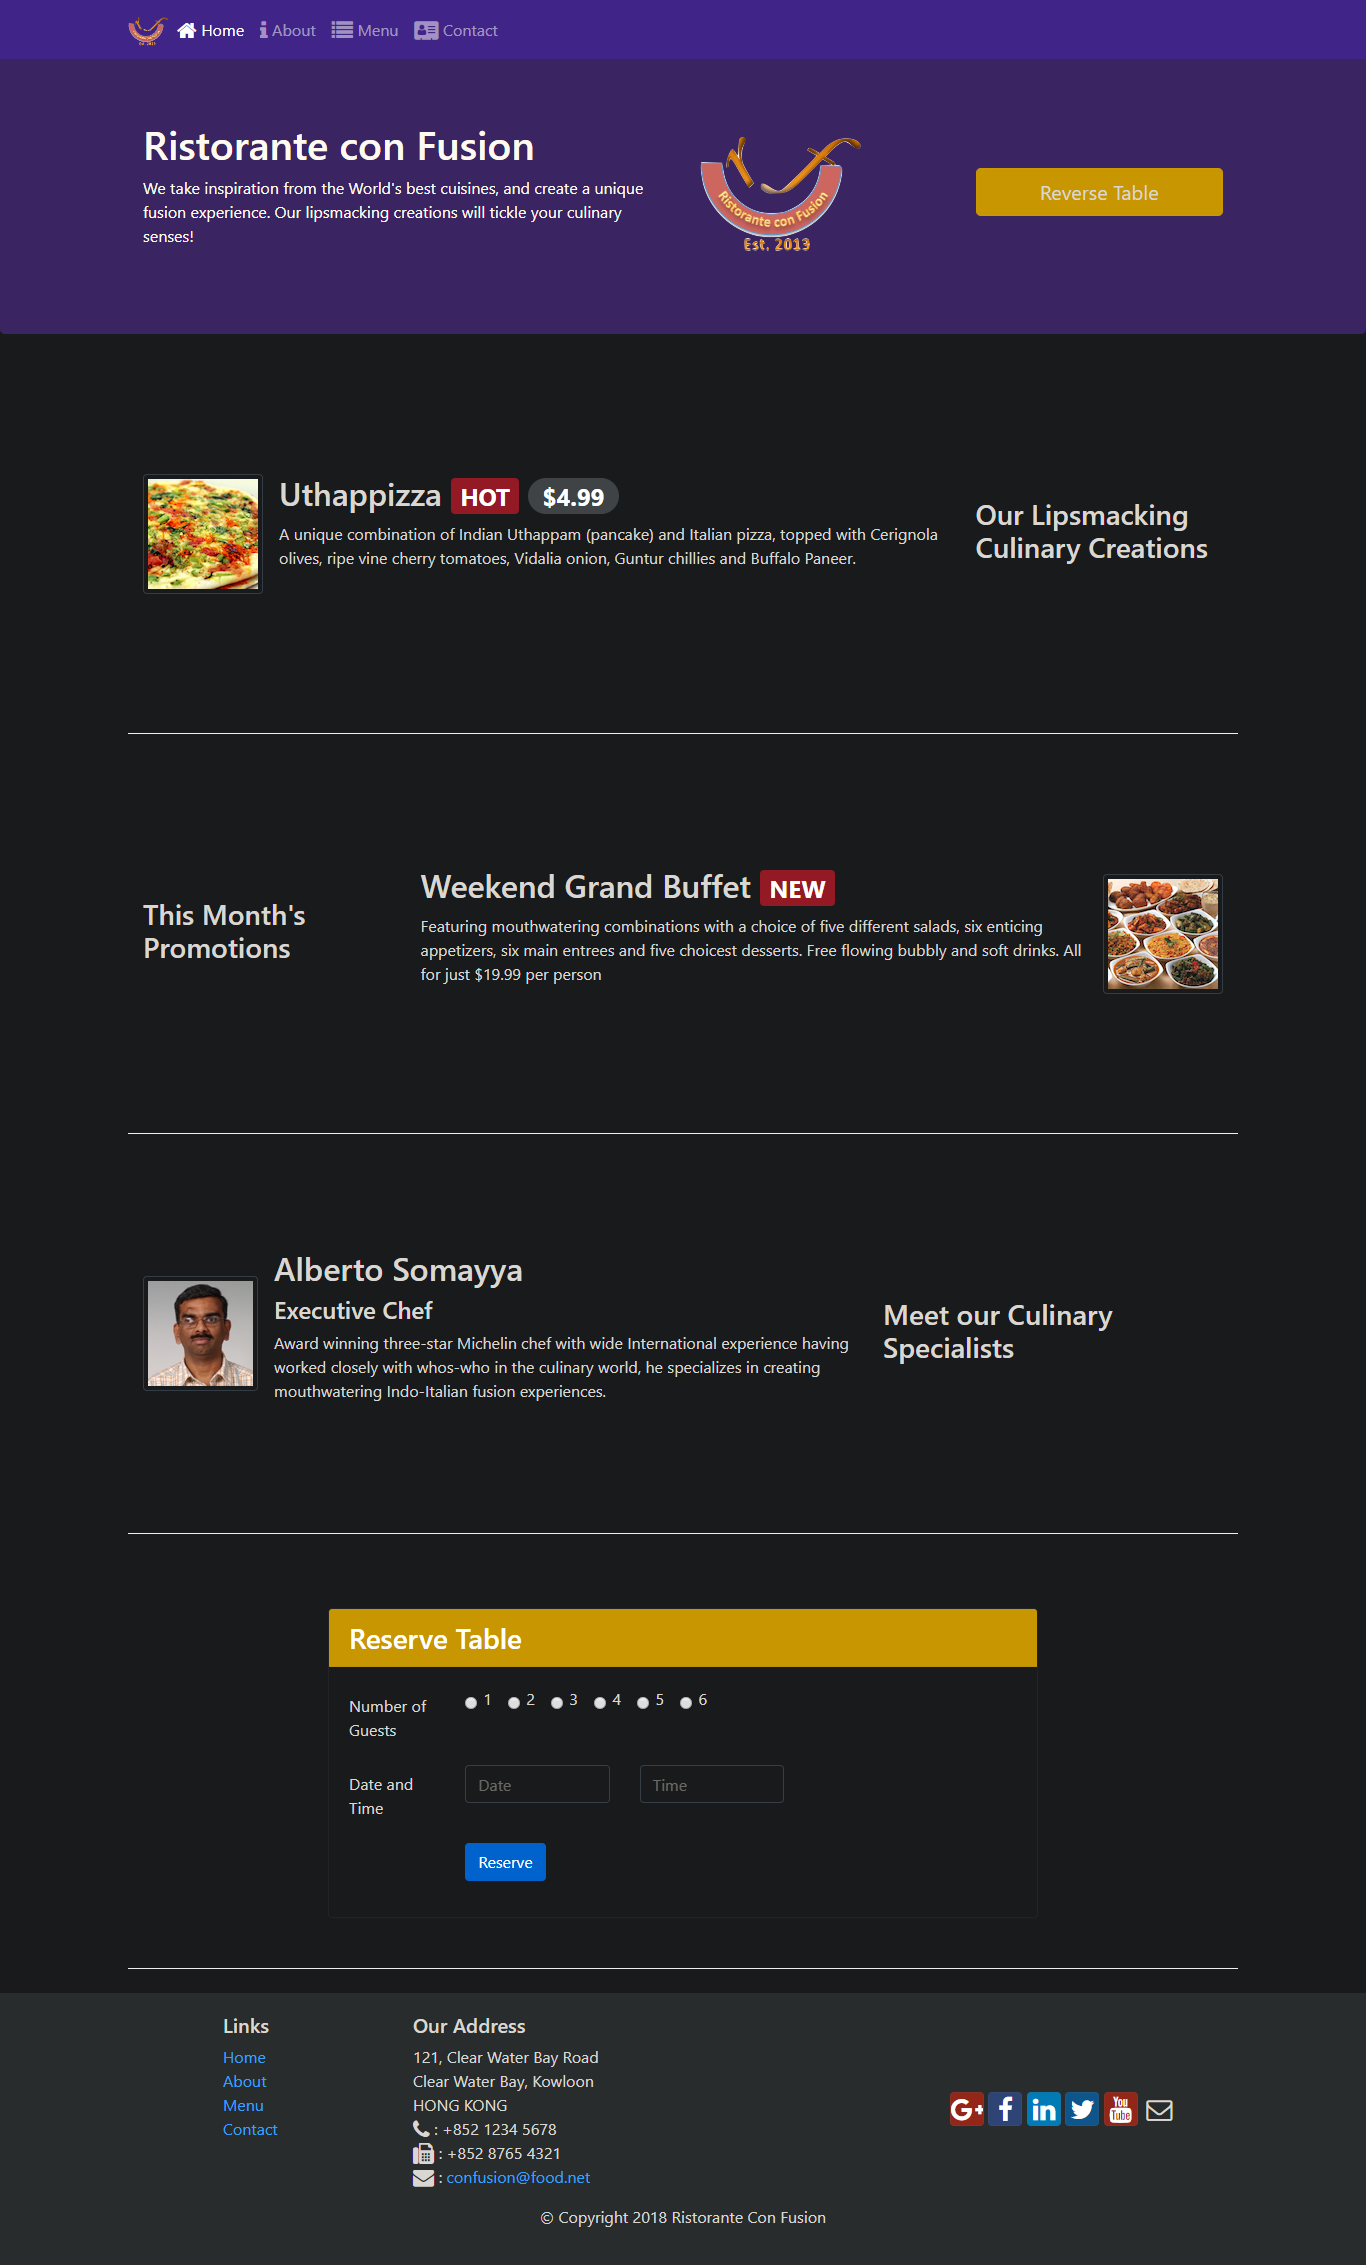 Home About Menu Contact
Ristorante con Fusion
We take inspiration from the World's best cuisines, and create a unique
fusion experience. Our lipsmacking creations will tickle your culinary
senses!
Ristorante con Fusion
Est. 2013
Reverse Table
Uthappizza HOT $4.99
A unique combination of Indian Uthappam (pancake) and Italian pizza, topped with Cerignola
olives, ripe vine cherry tomatoes, Vidalia onion, Guntur chillies and Buffalo Paneer.
Our Lipsmacking
Culinary Creations
This Month's
Promotions
Weekend Grand Buffet NEW
Featuring mouthwatering combinations with a choice of five different salads, six enticing
appetizers, six main entrees and five choicest desserts. Free flowing bubbly and soft drinks. All
for just $19.99 per person
Alberto Somayya
Executive Chef
Award winning three-star Michelin chef with wide International experience having
worked closely with whos-who in the culinary world, he specializes in creating
mouthwatering Indo-Italian fusion experiences.
Meet our Culinary
Specialists
Reserve Table
Number of
Guests
1 2 3 4 5 6
Date and
Time
Date
Time
Reserve
Links
Home
About
Menu
Contact
Our Address
121, Clear Water Bay Road
Clear Water Bay, Kowloon
HONG KONG
: +852 1234 5678
: +852 8765 4321
: confusion@food.net
G+ f in You Tube
© Copyright 2018 Ristorante Con Fusion